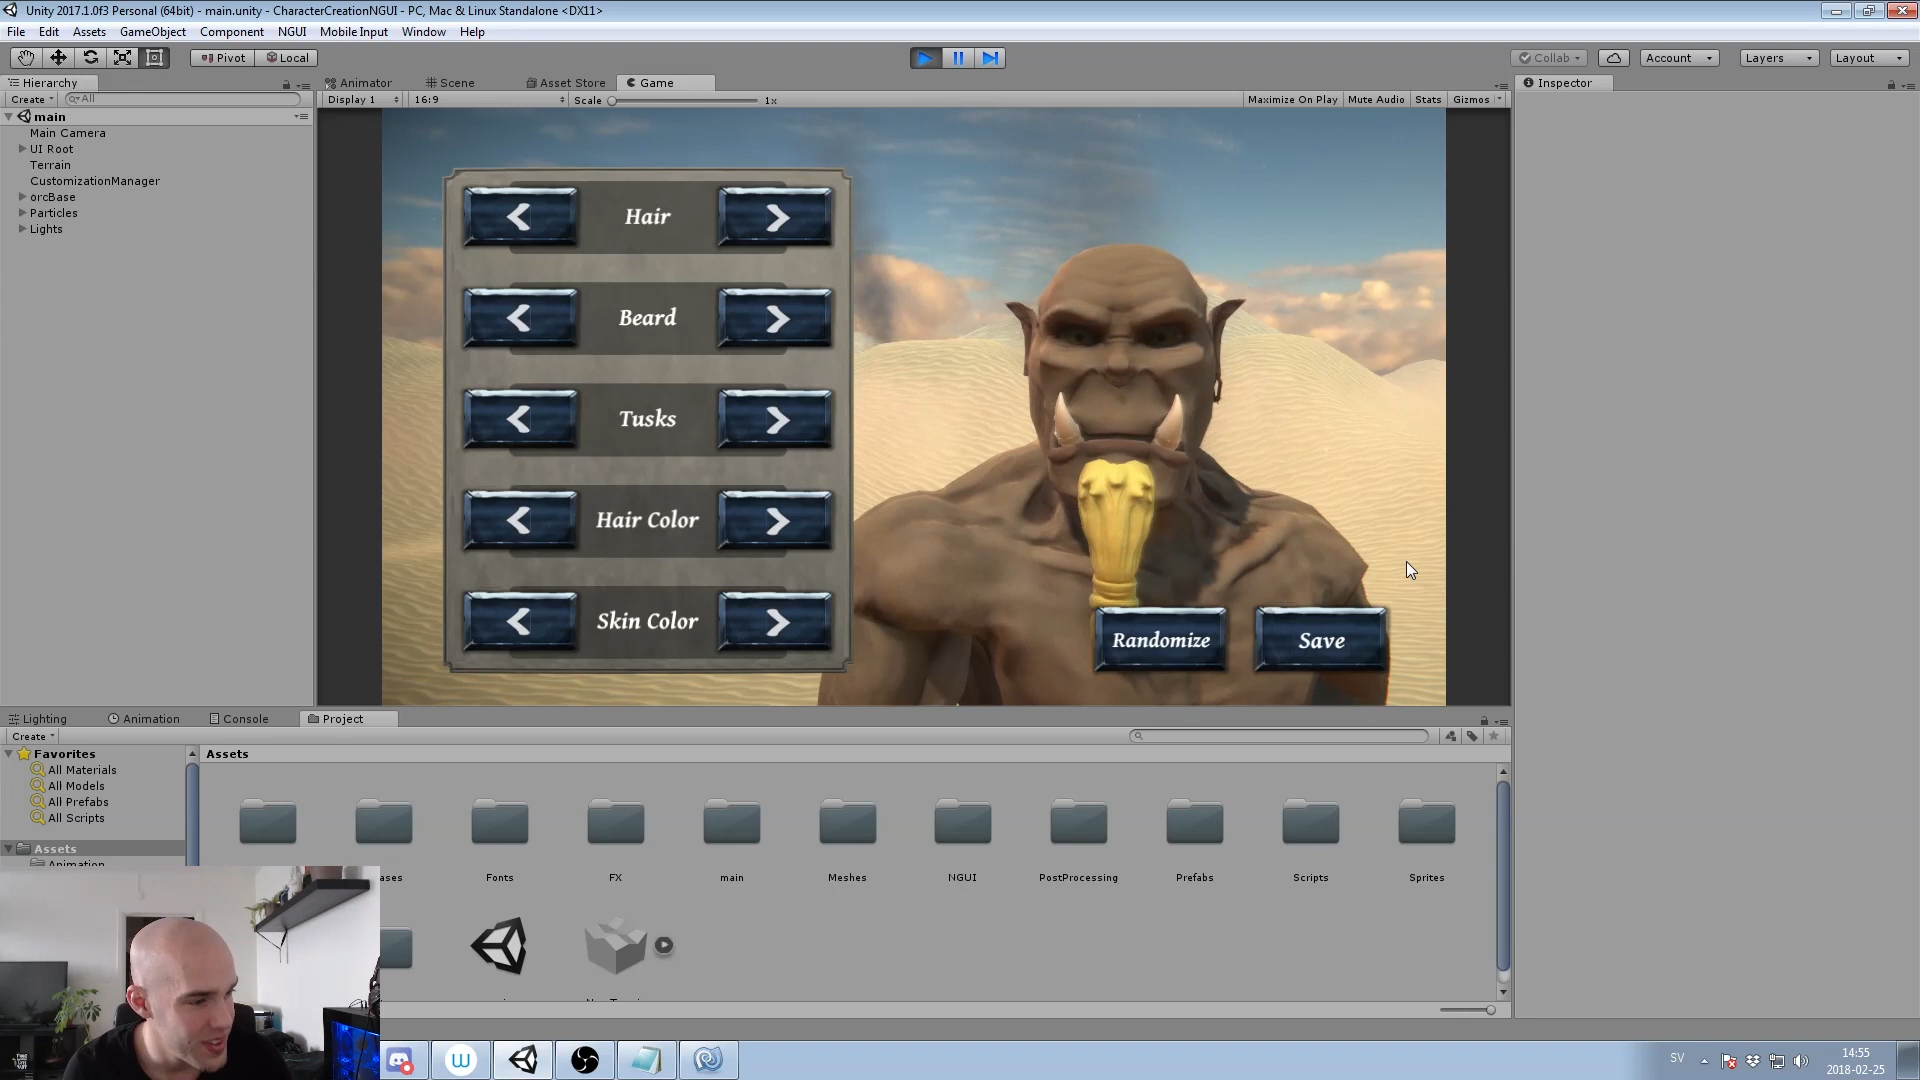 Unity 2017.1.0f3 Personal (64bit) - main.unity - CharacterCreationNGUI - PC, Mac & Linux Standalone <DX11>
File Edit Assets GameObject Component NGUI Mobile Input Window Help
Pivot Local Collab Account Layers Layout
Hierarchy Animator Scene Asset Store Game Inspector
Create All Display 1 16:9 Scale 1x Maximize On Play Mute Audio Stats Gizmos
main
Main Camera
UI Root
Terrain
CustomizationManager
orcBase
Particles
Lights
Hair
Beard
Tusks
Hair Color
Skin Color
Randomize Save
Lighting Animation Console Project
Create
Favorites Assets
All Materials
All Models
All Prefabs
All Scripts
Assets
Animation
ases Fonts FX main Meshes NGUI PostProcessing Prefabs Scripts Sprites
SV 14:55
2018-02-25